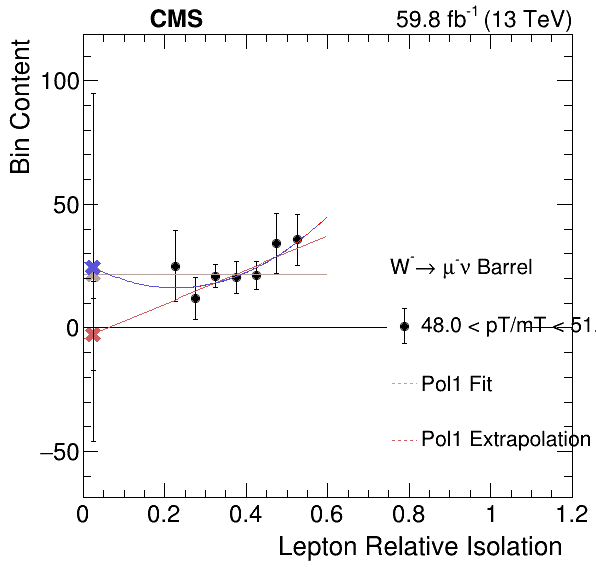 CMS 59.8 fb-1 (13 TeV)
Bin Content
100
50
0
−50
W-→ μ-ν Barrel
48.0 < pT/mT < 51.
Pol1 Fit
Pol1 Extrapolation
0 0.2 0.4 0.6 0.8 1 1.2
Lepton Relative Isolation